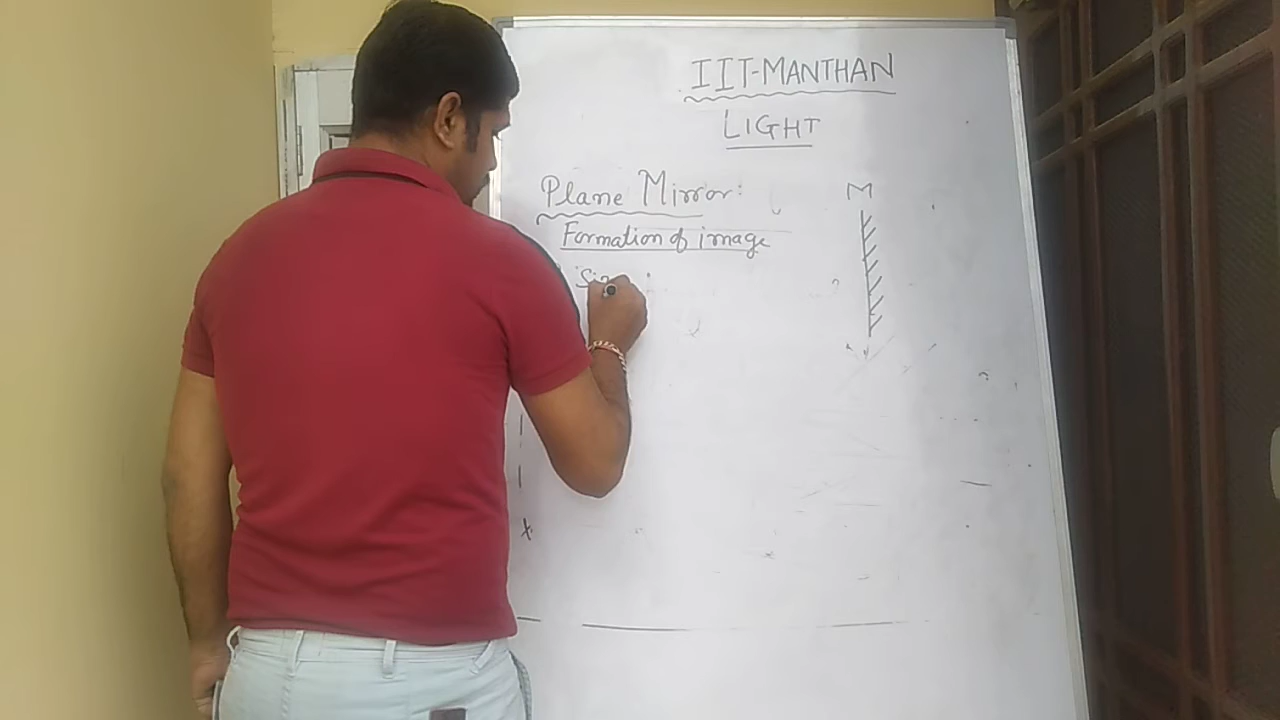 IIT-MANTHAN
LIGHT
Plane Mirror:
M
Formation of image